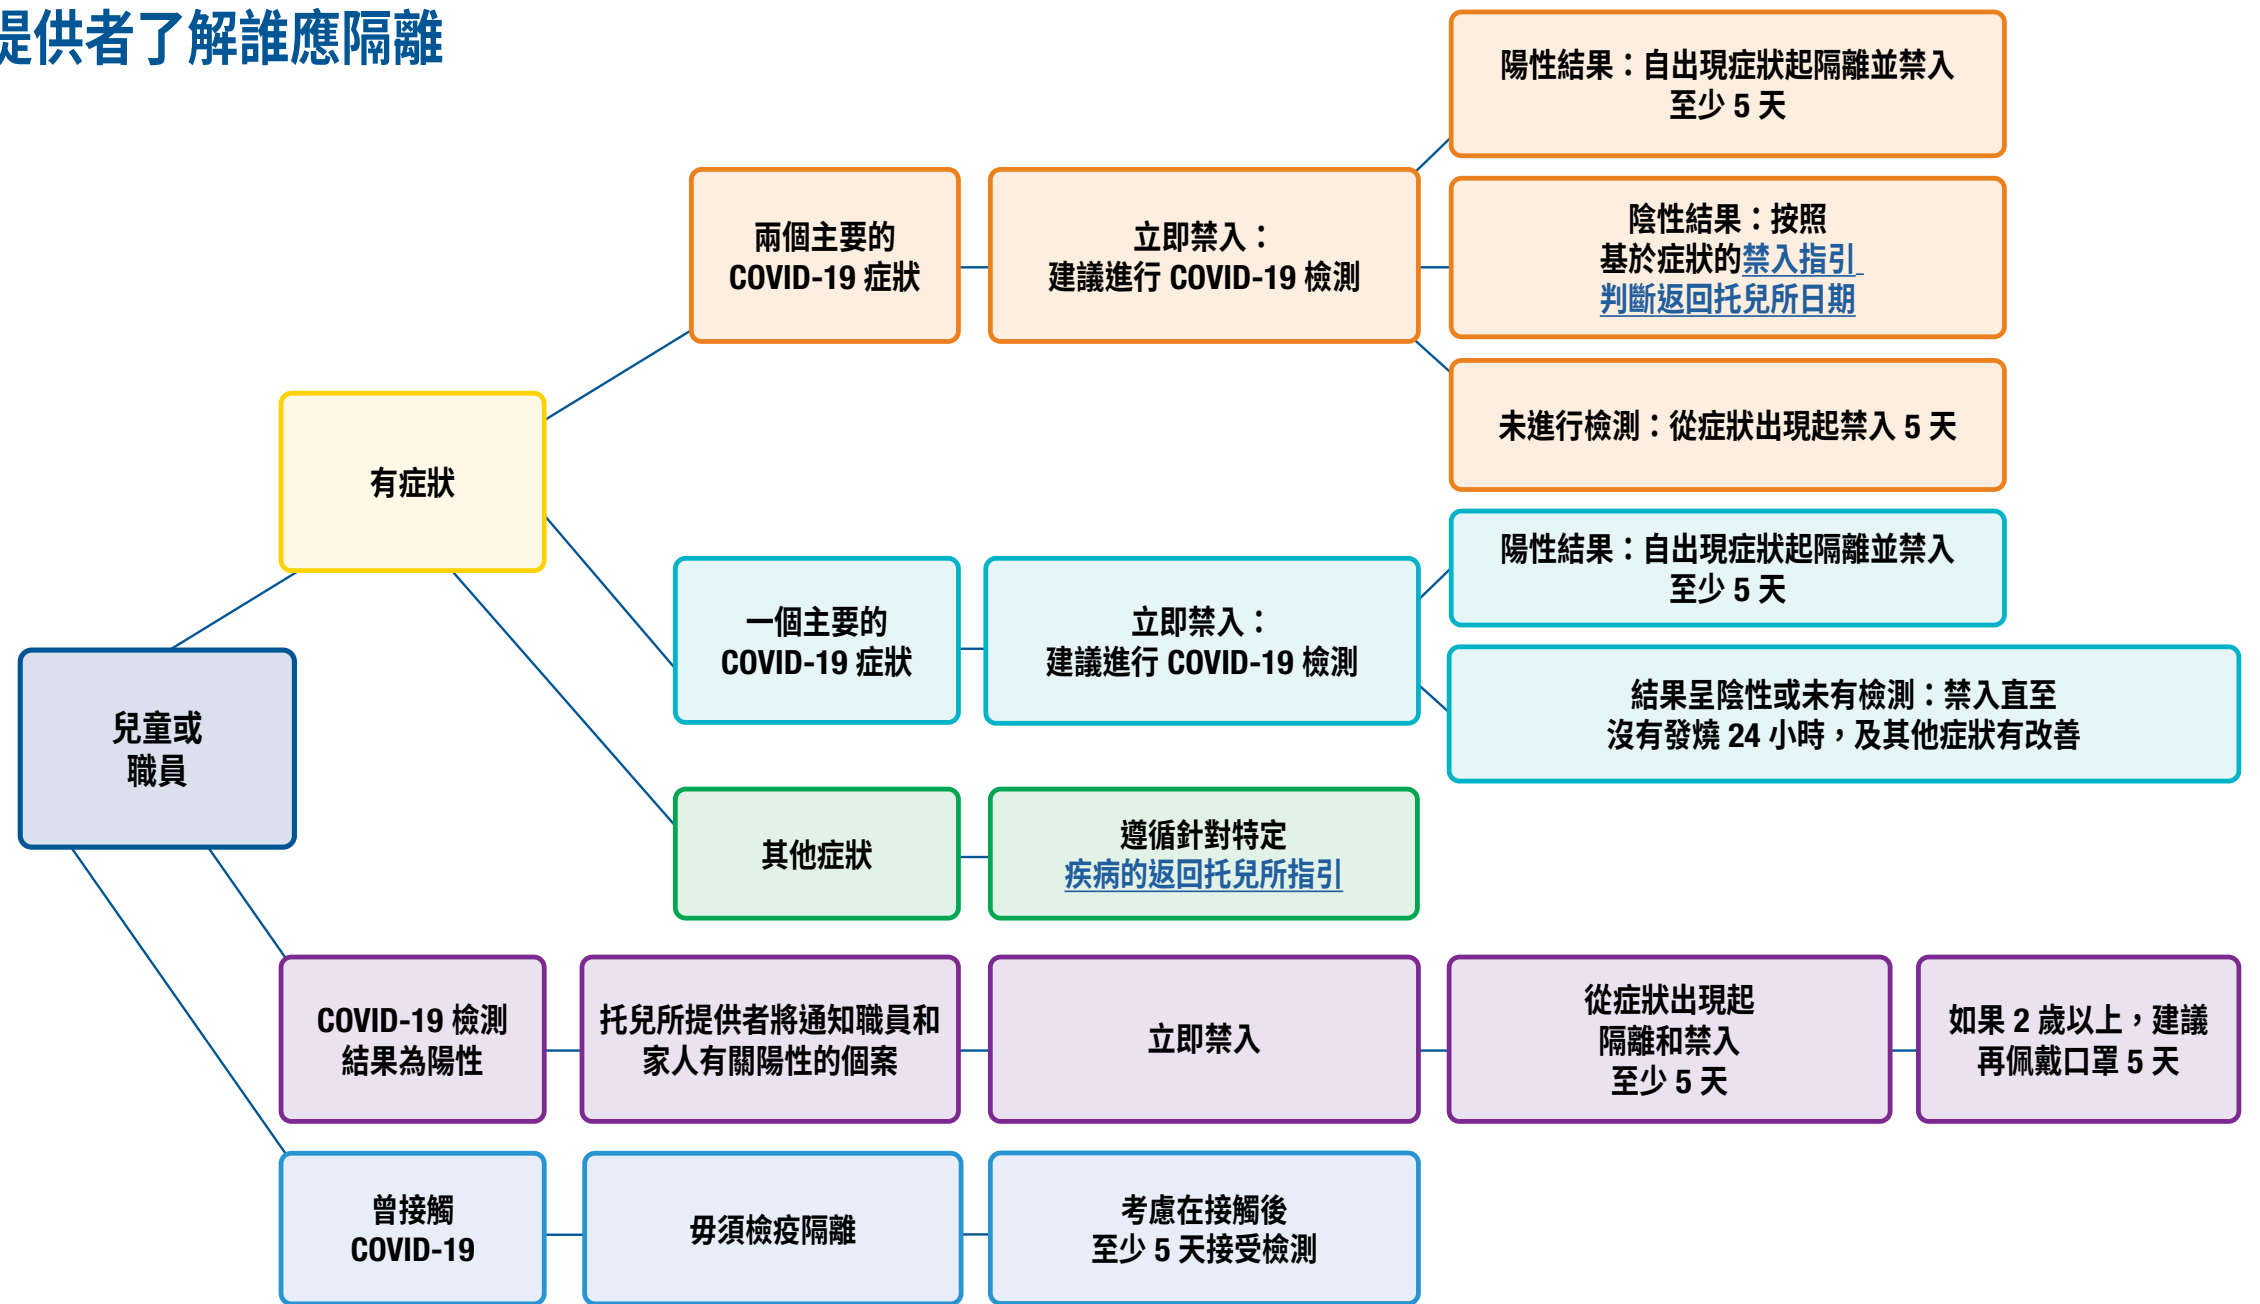 提供者了解誰應隔離
陽性結果：自出現症狀起隔離並禁入
至少 5 天
兩個主要的
COVID-19 症狀
立即禁入：
建議進行 COVID-19 檢測
陰性結果：按照
基於症狀的禁入指引
判斷返回托兒所日期
未進行檢測：從症狀出現起禁入 5 天
有症狀
一個主要的
COVID-19 症狀
立即禁入：
建議進行 COVID-19 檢測
陽性結果：自出現症狀起隔離並禁入
至少 5 天
結果呈陰性或未有檢測：禁入直至
沒有發燒 24 小時，及其他症狀有改善
兒童或
職員
其他症狀
遵循針對特定
疾病的返回托兒所指引
COVID-19 檢測
結果為陽性
托兒所提供者將通知職員和
家人有關陽性的個案
立即禁入
從症狀出現起
隔離和禁入
至少 5 天
如果 2 歲以上，建議
再佩戴口罩 5 天
曾接觸
COVID-19
毋須檢疫隔離
考慮在接觸後
至少 5 天接受檢測